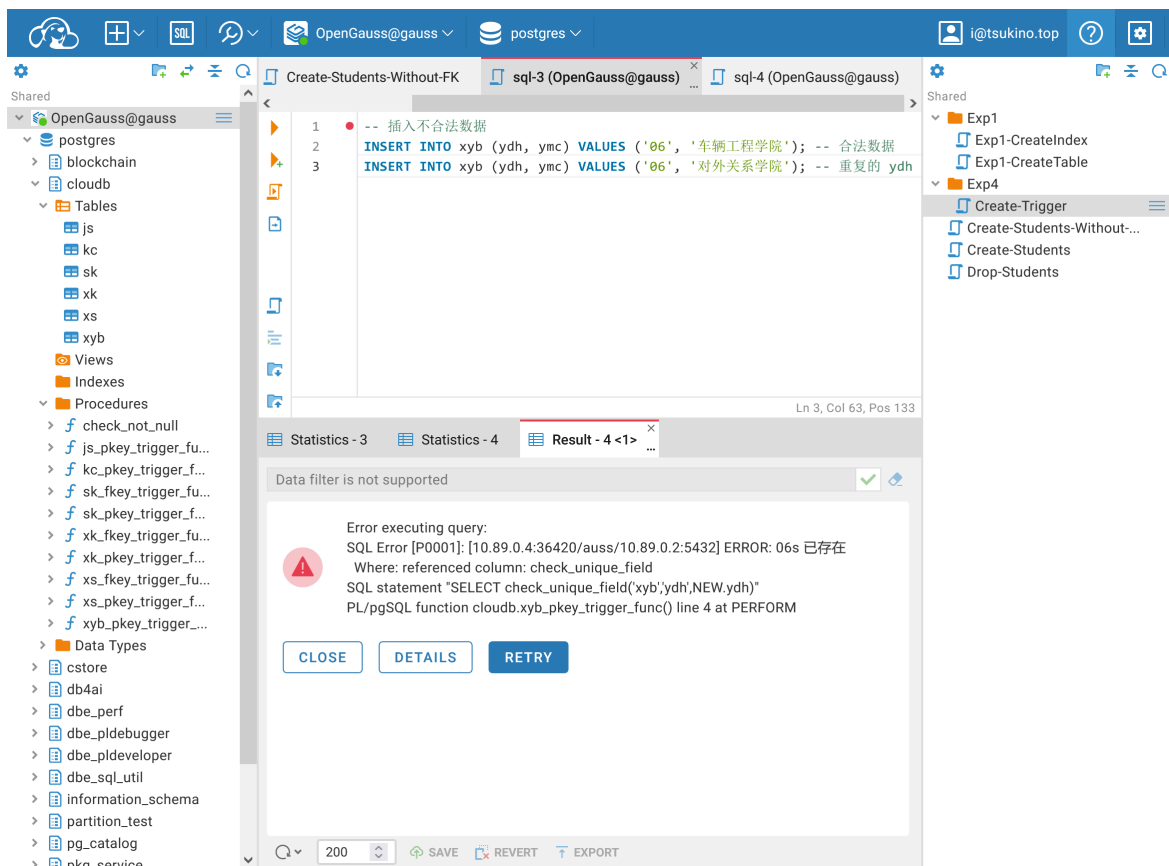 SQL
OpenGauss@gauss
postgres
i@tsukino.top
Shared
OpenGauss@gauss
postgres
blockchain
cloudb
Tables
js
kc
sk
xk
xs
xyb
Views
Indexes
Procedures
check_not_null
js_pkey_trigger_fu...
kc_pkey_trigger_f...
sk_fkey_trigger_fu...
sk_pkey_trigger_f...
xk_fkey_trigger_fu...
xk_pkey_trigger_f...
xs_fkey_trigger_fu...
xs_pkey_trigger_f...
xyb_pkey_trigger_...
Data Types
cstore
db4ai
dbe_perf
dbe_pldebugger
dbe_pldeveloper
dbe_sql_util
information_schema
partition_test
pg_catalog
pkg_service
Create-Students-Without-FK
sql-3 (OpenGauss@gauss)
sql-4 (OpenGauss@gauss)
1 -- 插入不合法数据
2 INSERT INTO xyb (ydh, ymc) VALUES ('06', '车辆工程学院'); -- 合法数据
3 INSERT INTO xyb (ydh, ymc) VALUES ('06', '对外关系学院'); -- 重复的 ydh
Ln 3, Col 63, Pos 133
Statistics - 3
Statistics - 4
Result - 4 <1>
Data filter is not supported
Error executing query:
SQL Error [P0001]: [10.89.0.4:36420/auss/10.89.0.2:5432] ERROR: 06s 已存在
Where: referenced column: check_unique_field
SQL statement "SELECT check_unique_field('xyb','ydh',NEW.ydh)"
PL/pgSQL function cloudb.xyb_pkey_trigger_func() line 4 at PERFORM
CLOSE
DETAILS
RETRY
200
SAVE
REVERT
EXPORT
Shared
Exp1
Exp1-CreateIndex
Exp1-CreateTable
Exp4
Create-Trigger
Create-Students-Without-...
Create-Students
Drop-Students